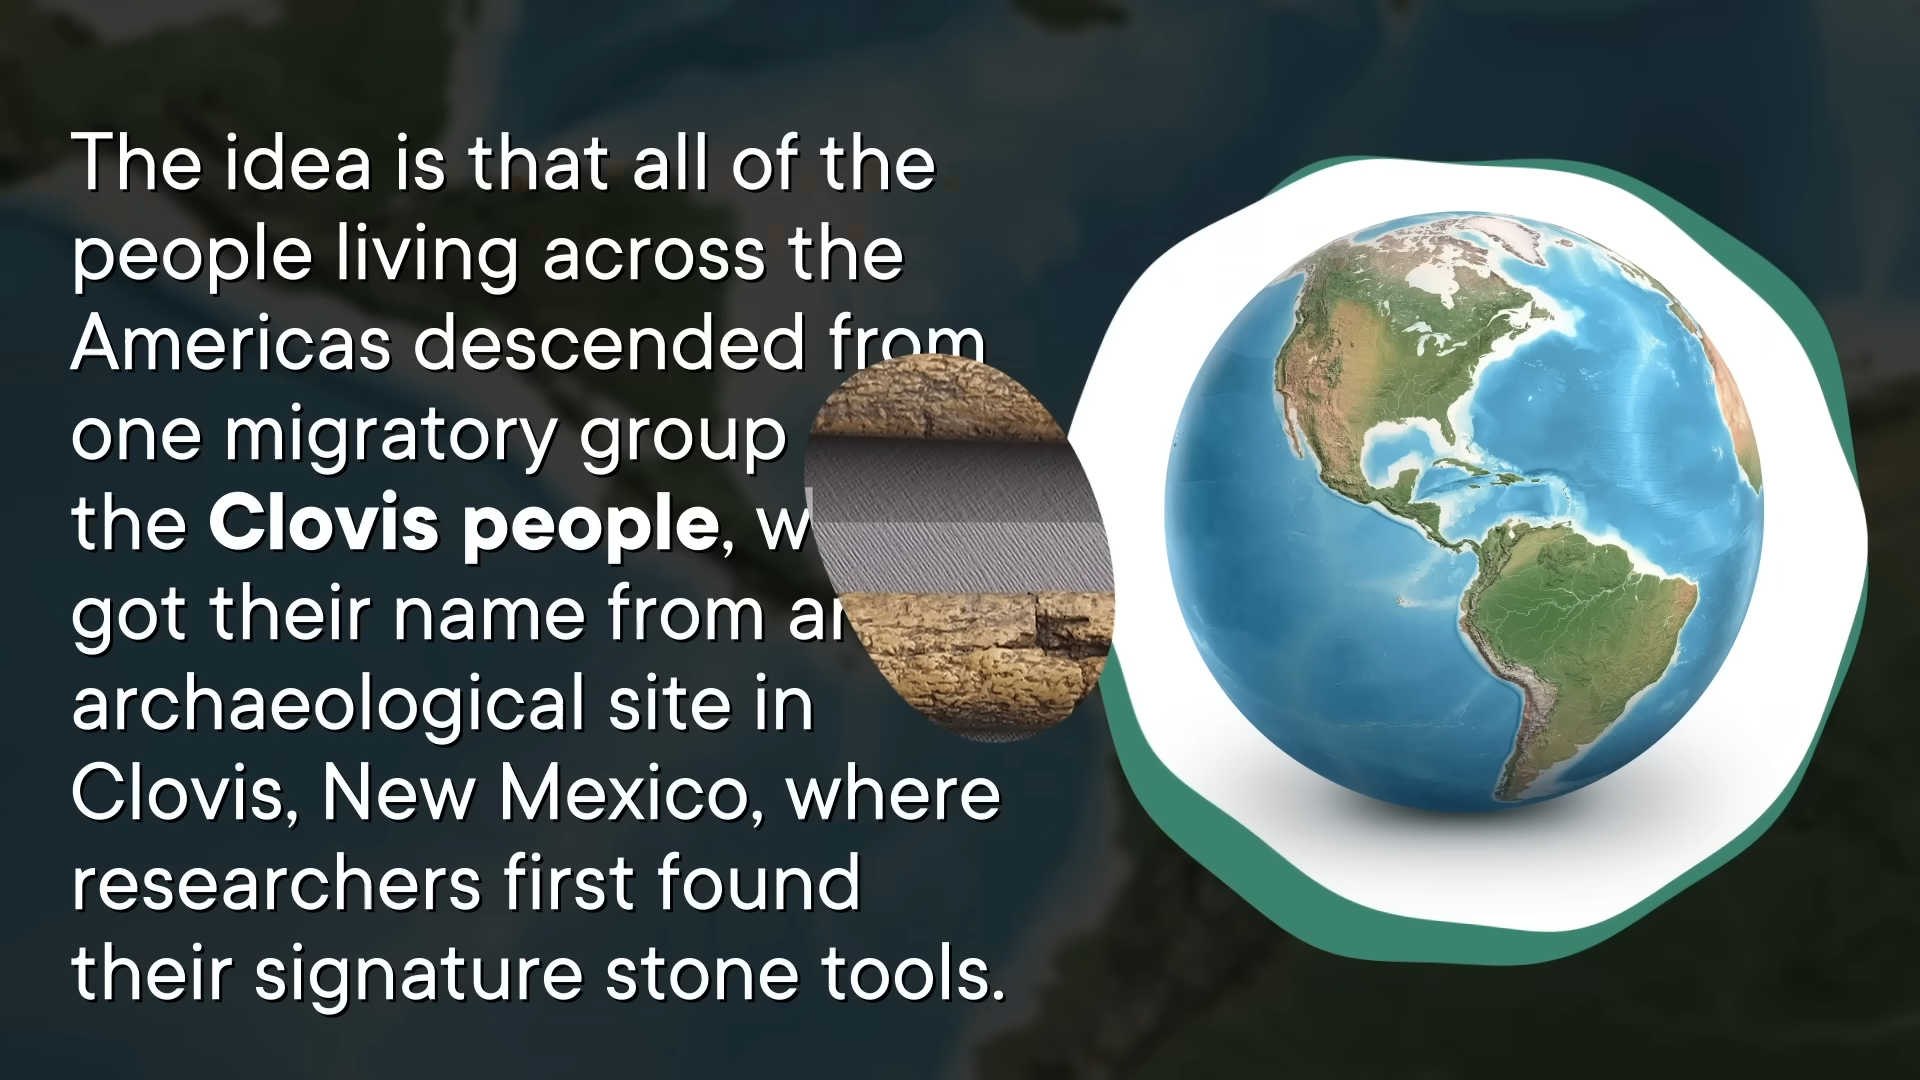 The idea is that all of the
people living across the
Americas descended from
one migratory group
the Clovis people,
got their name from
archaeological site in
Clovis, New Mexico, where
researchers first found
their signature stone tools.